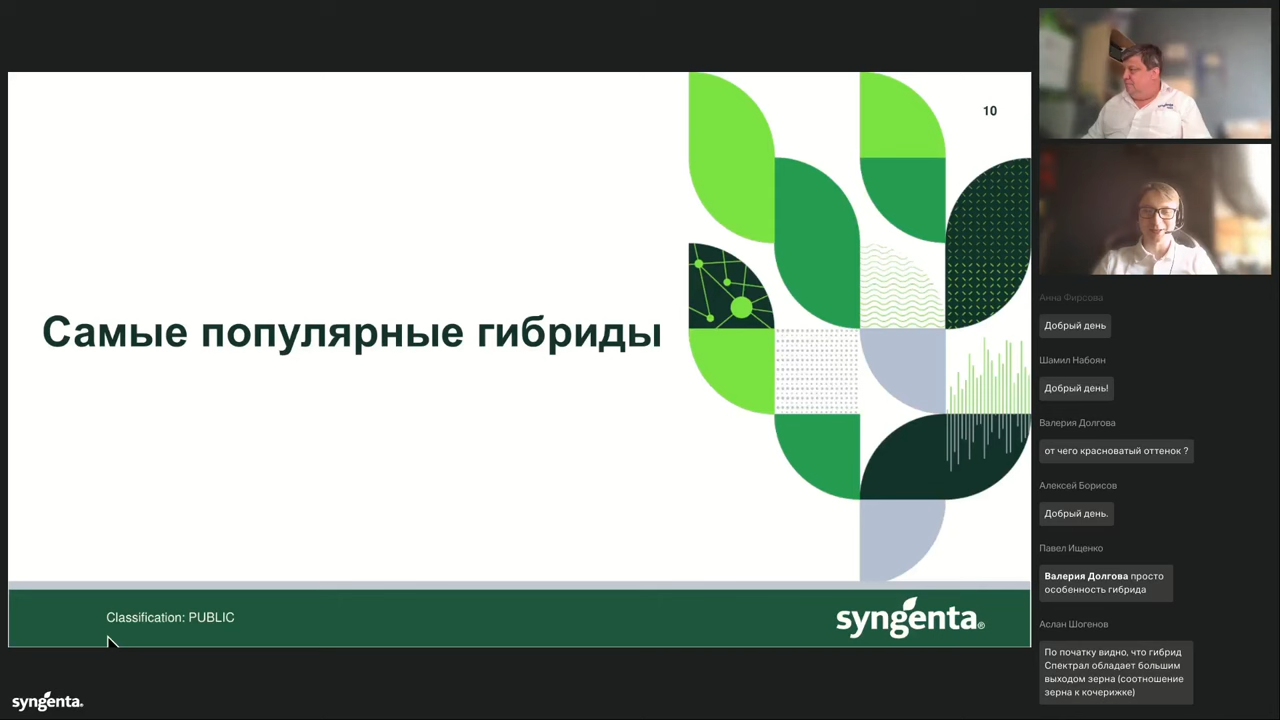 10
Самые популярные гибриды
Classification: PUBLIC
syngenta®
syngenta®
Анна Фирсова
Добрый день
Шамил Набоян
Добрый день!
Валерия Долгова
от чего красноватый оттенок ?
Алексей Борисов
Добрый день.
Павел Ищенко
Валерия Долгова просто
особенность гибрида
Аслан Шогенов
По початку видно, что гибрид
Спектрал обладает большим
выходом зерна (соотношение
зерна к кочерижке)